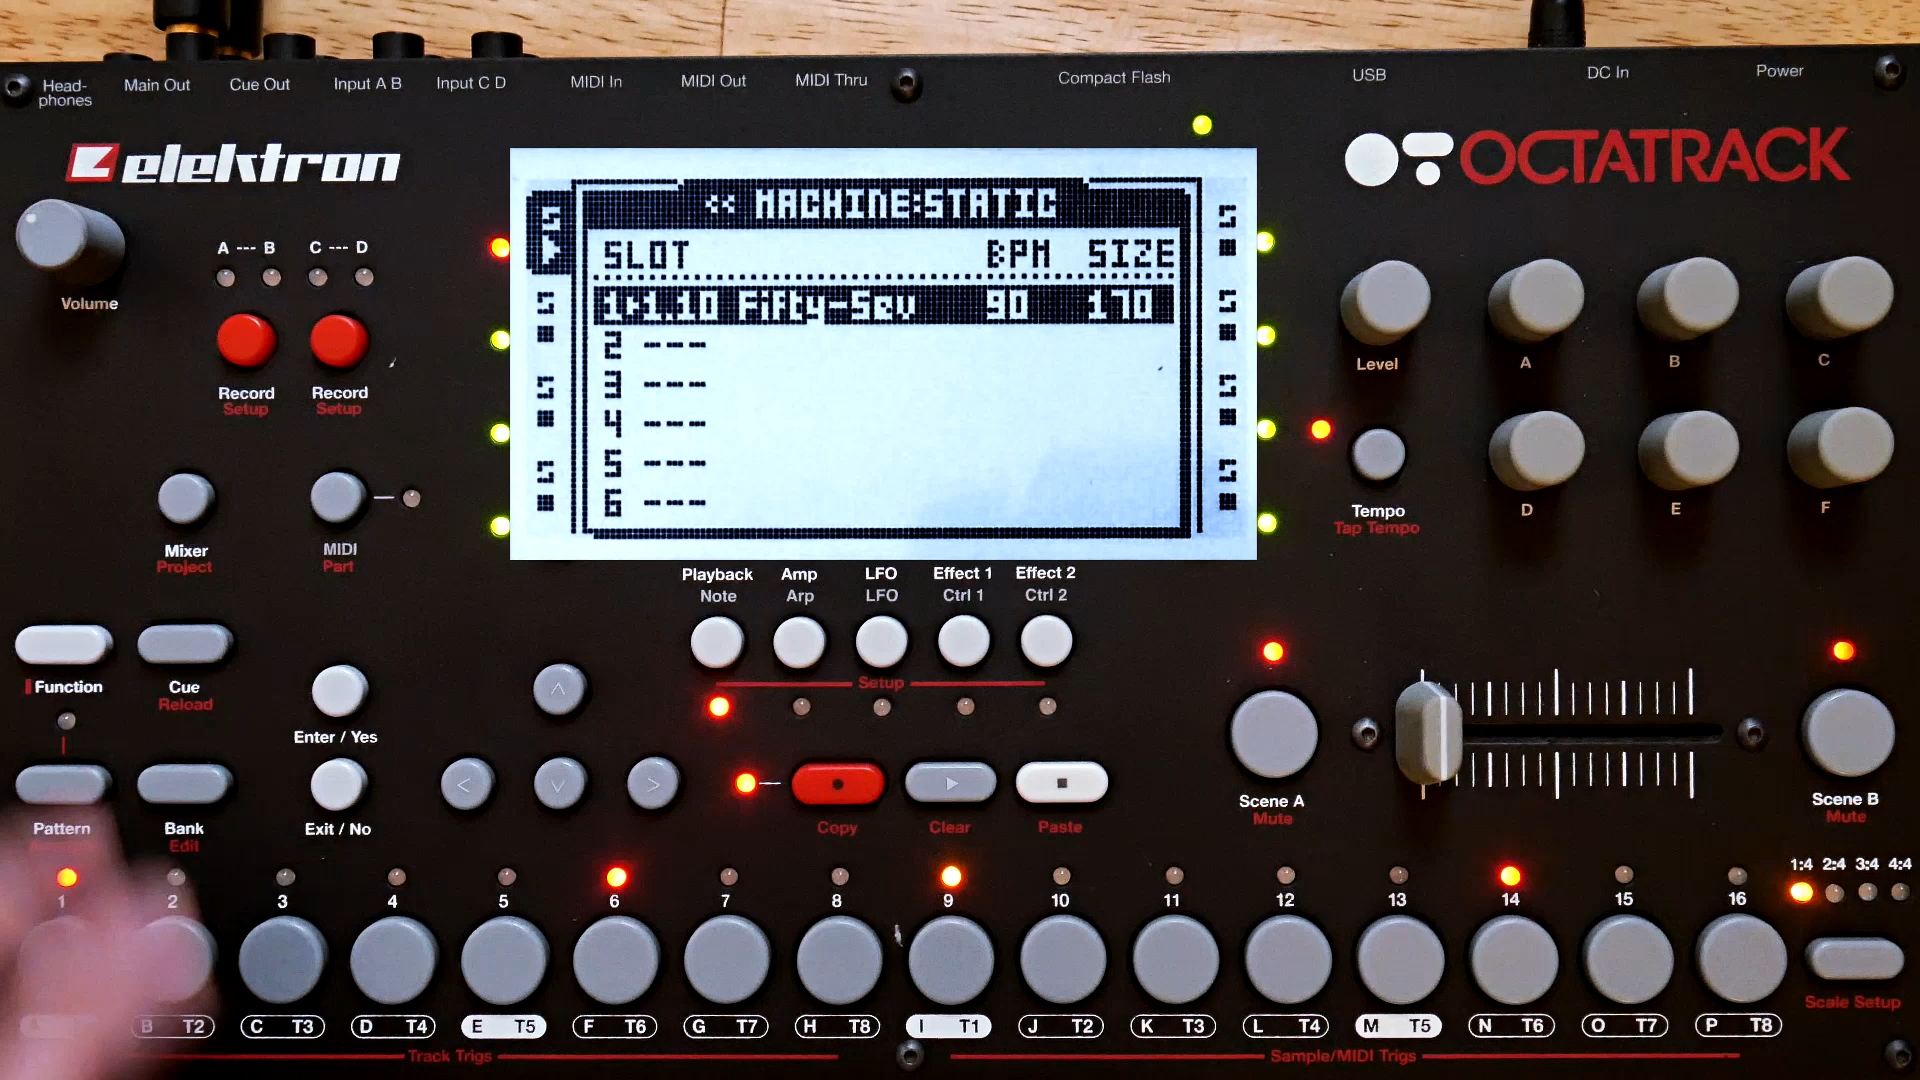 Head-
phones
Main Out
Cue Out
Input A B
Input C D
MIDI In
MIDI Out
MIDI Thru
Compact Flash
USB
DC In
Power
elektron
OCTATRACK
<< MACHINE:STATIC
SLOT BPM SIZE
90 170
2 ---
3 ---
4 ---
5 ---
6 ---
S
S
S
S
S
S
S
S
Volume
A --- B C --- D
Record
Setup
Record
Setup
Level
A
B
C
D
E
F
Tempo
Tap Tempo
Mixer
Project
MIDI
Part
Playback
Note
Amp
Arp
LFO
LFO
Effect 1
Ctrl 1
Effect 2
Ctrl 2
Setup
Function
Cue
Reload
Enter / Yes
Pattern
Bank
Edit
Exit / No
Copy
Clear
Paste
Scene A
Mute
Scene B
Mute
1:4 2:4 3:4 4:4
1 2 3 4 5 6 7 8 9 10 11 12 13 14 15 16
B T2
C T3
D T4
E T5
F T6
G T7
H T8
I T1
J T2
K T3
L T4
M T5
N T6
O T7
P T8
Scale Setup
Track Trigs
Sample/MIDI Trigs